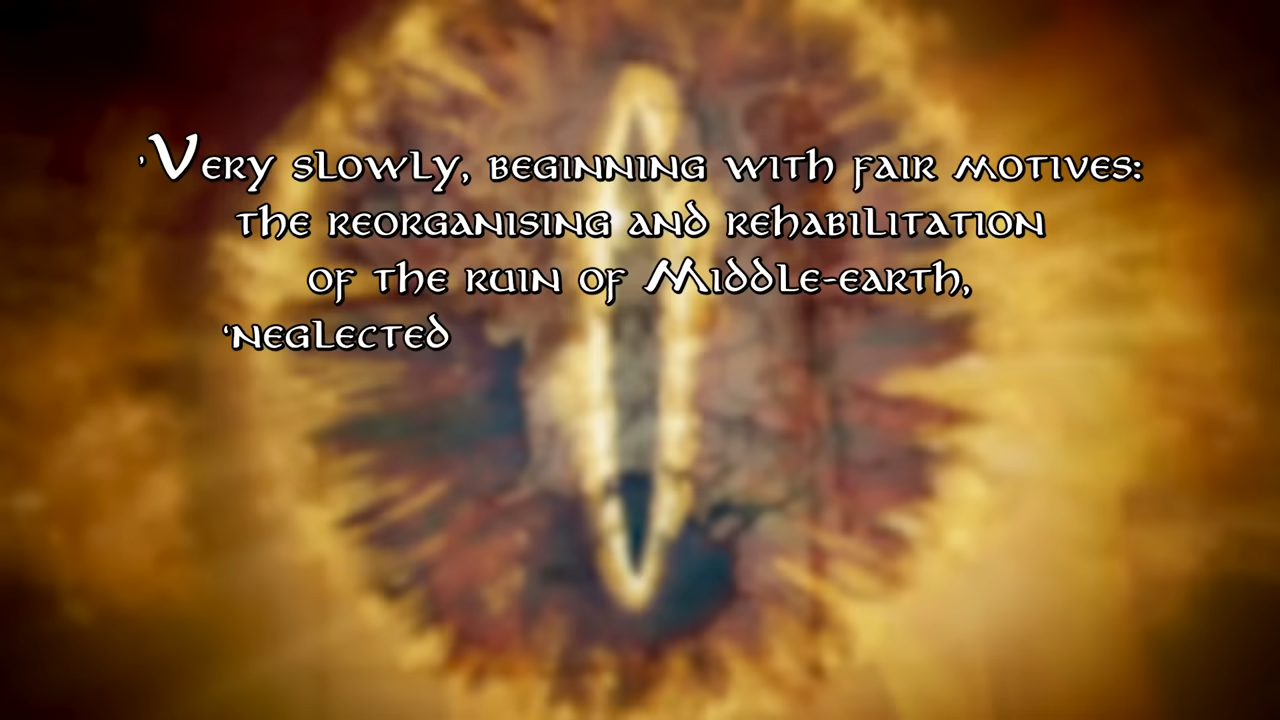 'Very slowly, beginning with fair motives:
the reorganising and rehabilitation
of the ruin of Middle-earth,
'neglected